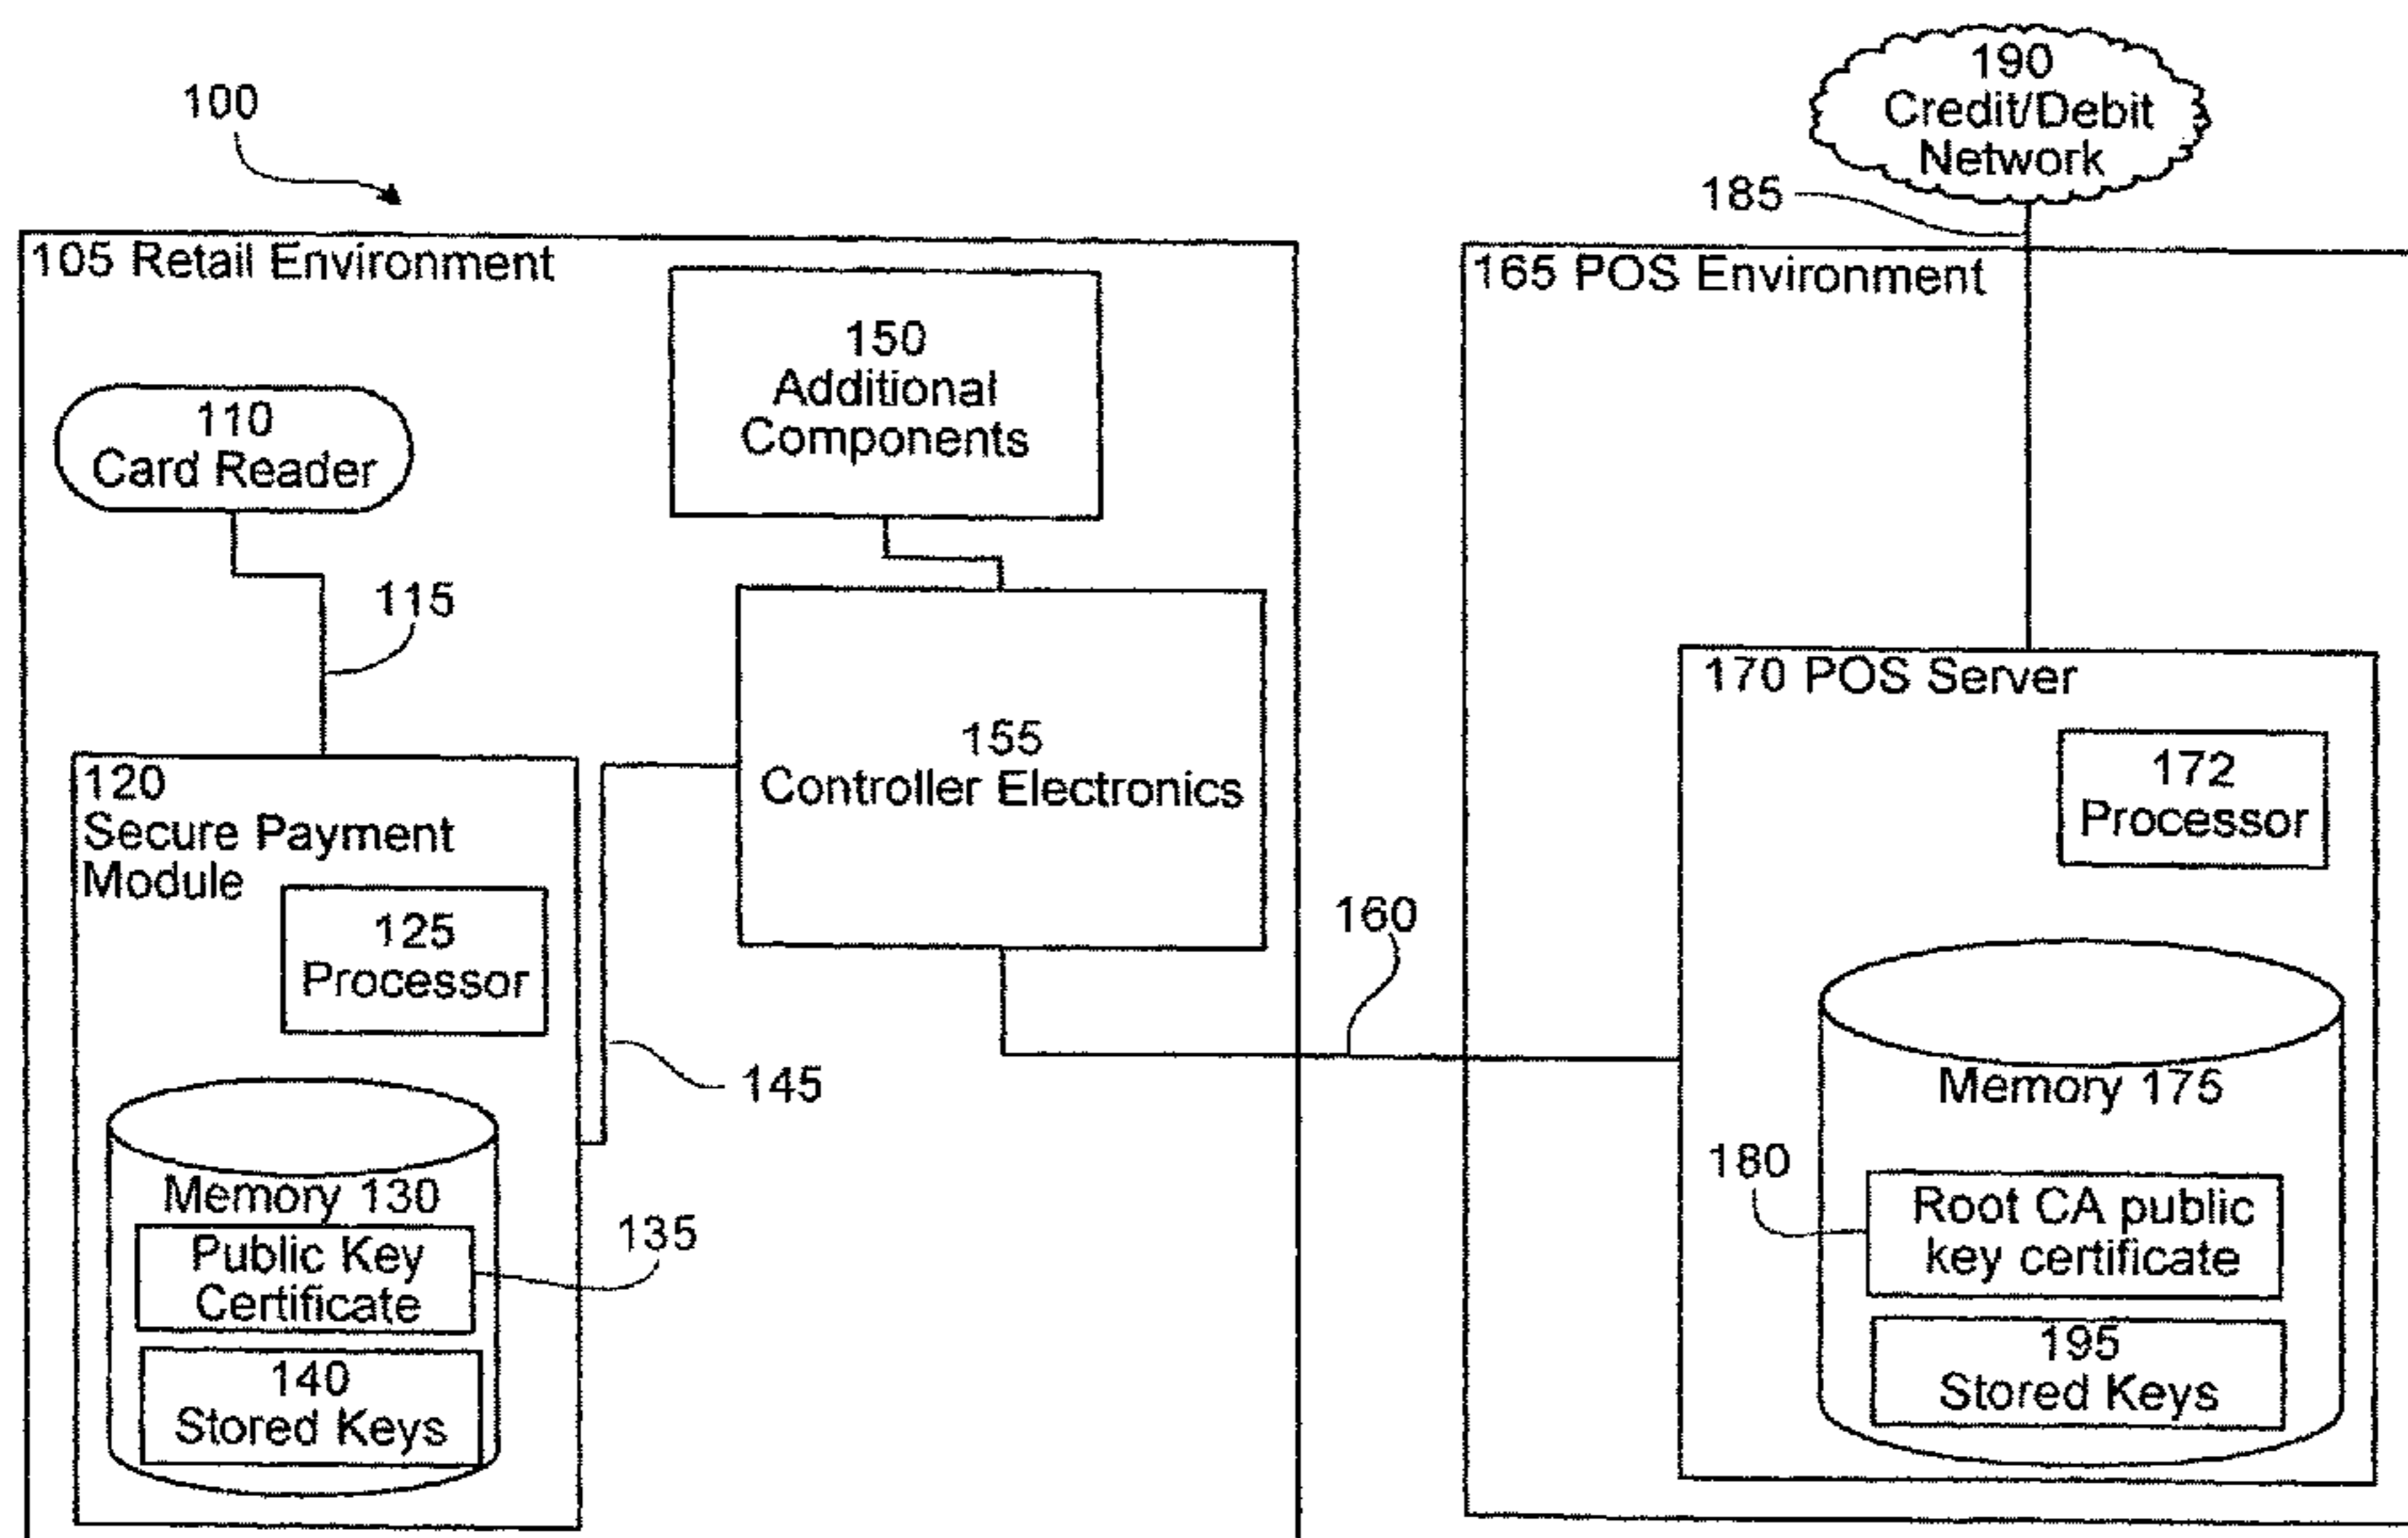 100
190
Credit/Debit
Network
185
105 Retail Environment
150
Additional
Components
110
Card Reader
115
155
Controller Electronics
120
Secure Payment
Module
125
Processor
145
Memory 130
Public Key
Certificate
135
140
Stored Keys
160
165 POS Environment
170 POS Server
172
Processor
Memory 175
180
Root CA public
key certificate
195
Stored Keys